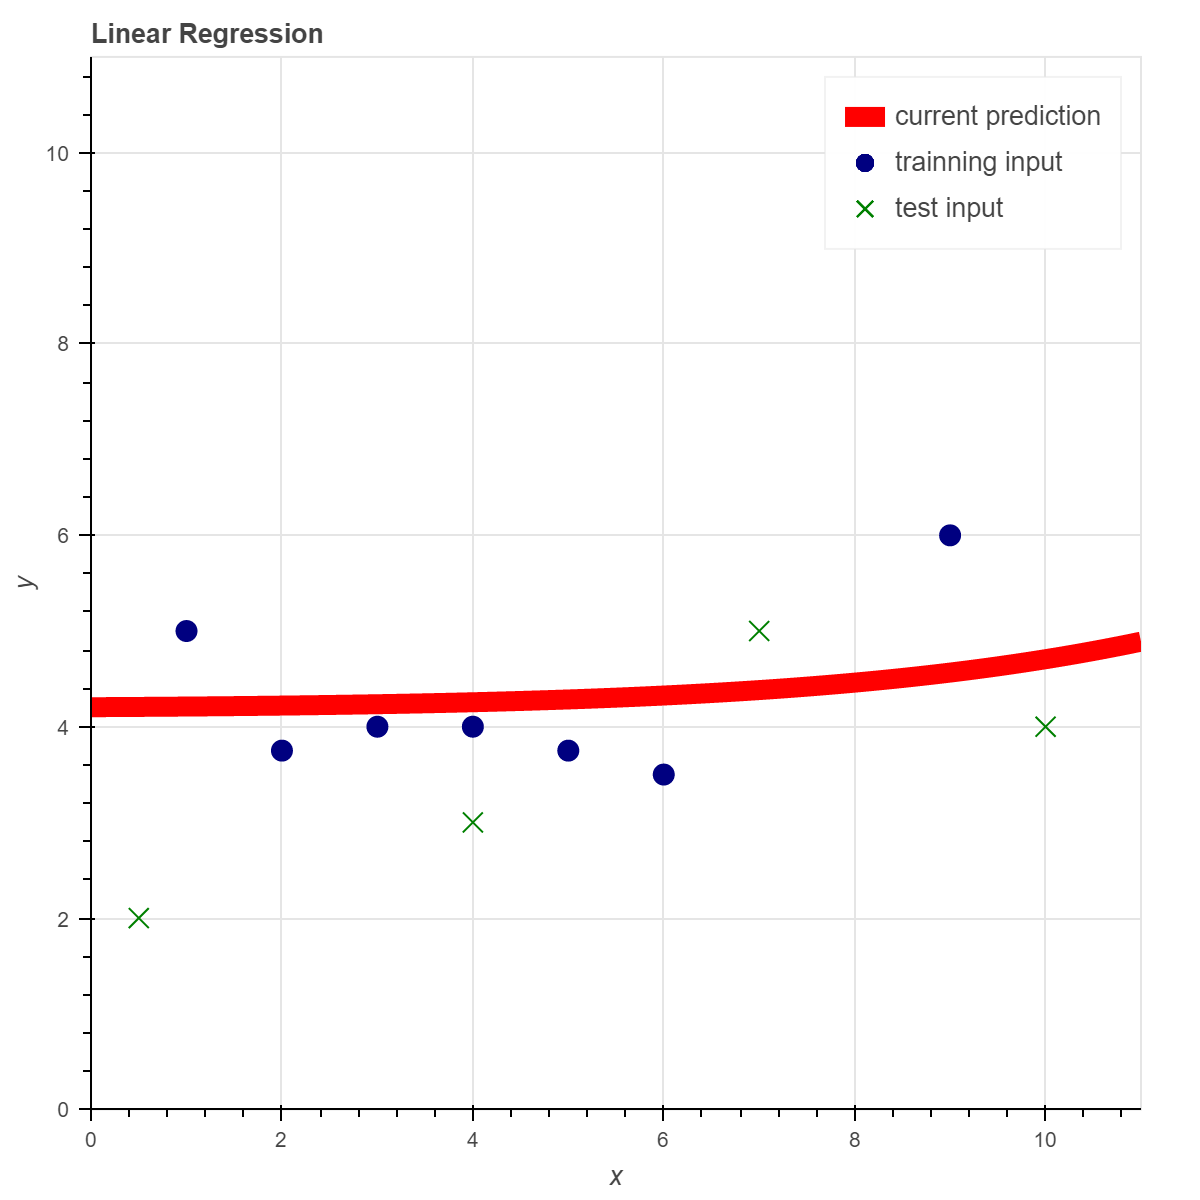 Linear Regression
current prediction
trainning input
test input
10
8
6
4
2
0
y
0 2 4 6 8 10
x